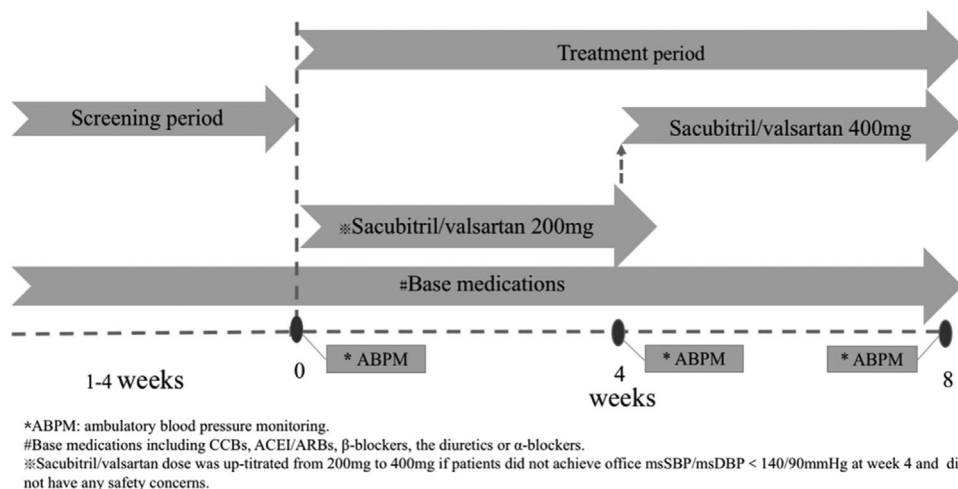 Treatment period
Screening period
Sacubitril/valsartan 400mg
※Sacubitril/valsartan 200mg
#Base medications
* ABPM
* ABPM
* ABPM
1-4 weeks
0
4
8
weeks
*ABPM: ambulatory blood pressure monitoring.
#Base medications including CCBs, ACEI/ARBs, β-blockers, the diuretics or α-blockers.
※Sacubitril/valsartan dose was up-titrated from 200mg to 400mg if patients did not achieve office msSBP/msDBP < 140/90mmHg at week 4 and di
not have any safety concerns.